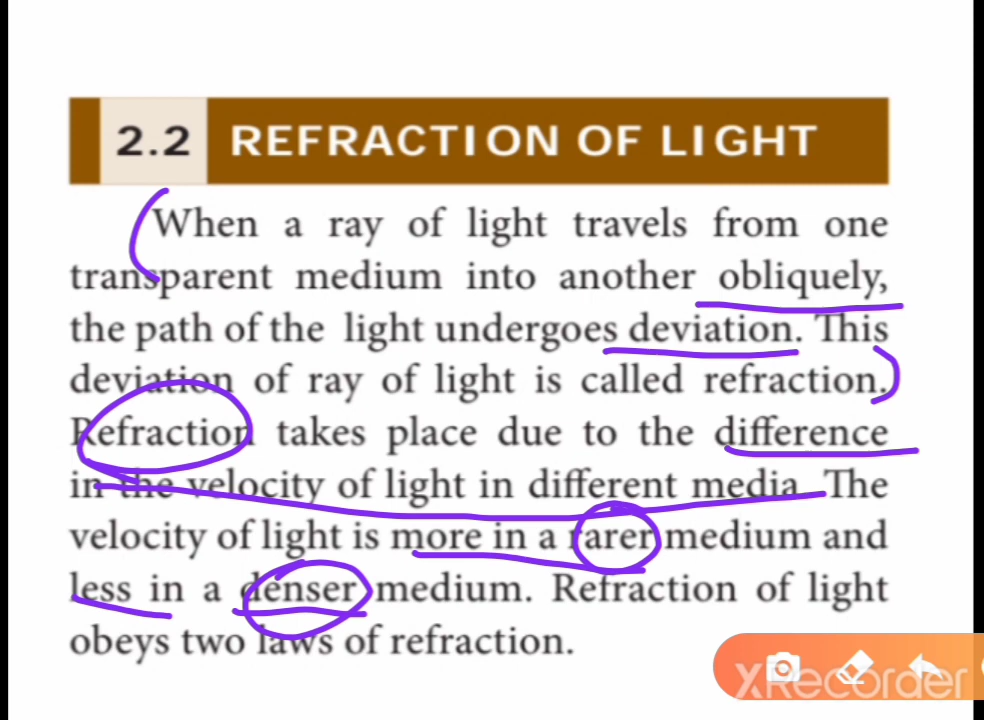 2.2 REFRACTION OF LIGHT
When a ray of light travels from one
transparent medium into another obliquely,
the path of the light undergoes deviation. This
deviation of ray of light is called refraction.
Refraction takes place due to the difference
in the velocity of light in different media. The
velocity of light is more in a rarer medium and
less in a denser medium. Refraction of light
obeys two laws of refraction.
XRecorder